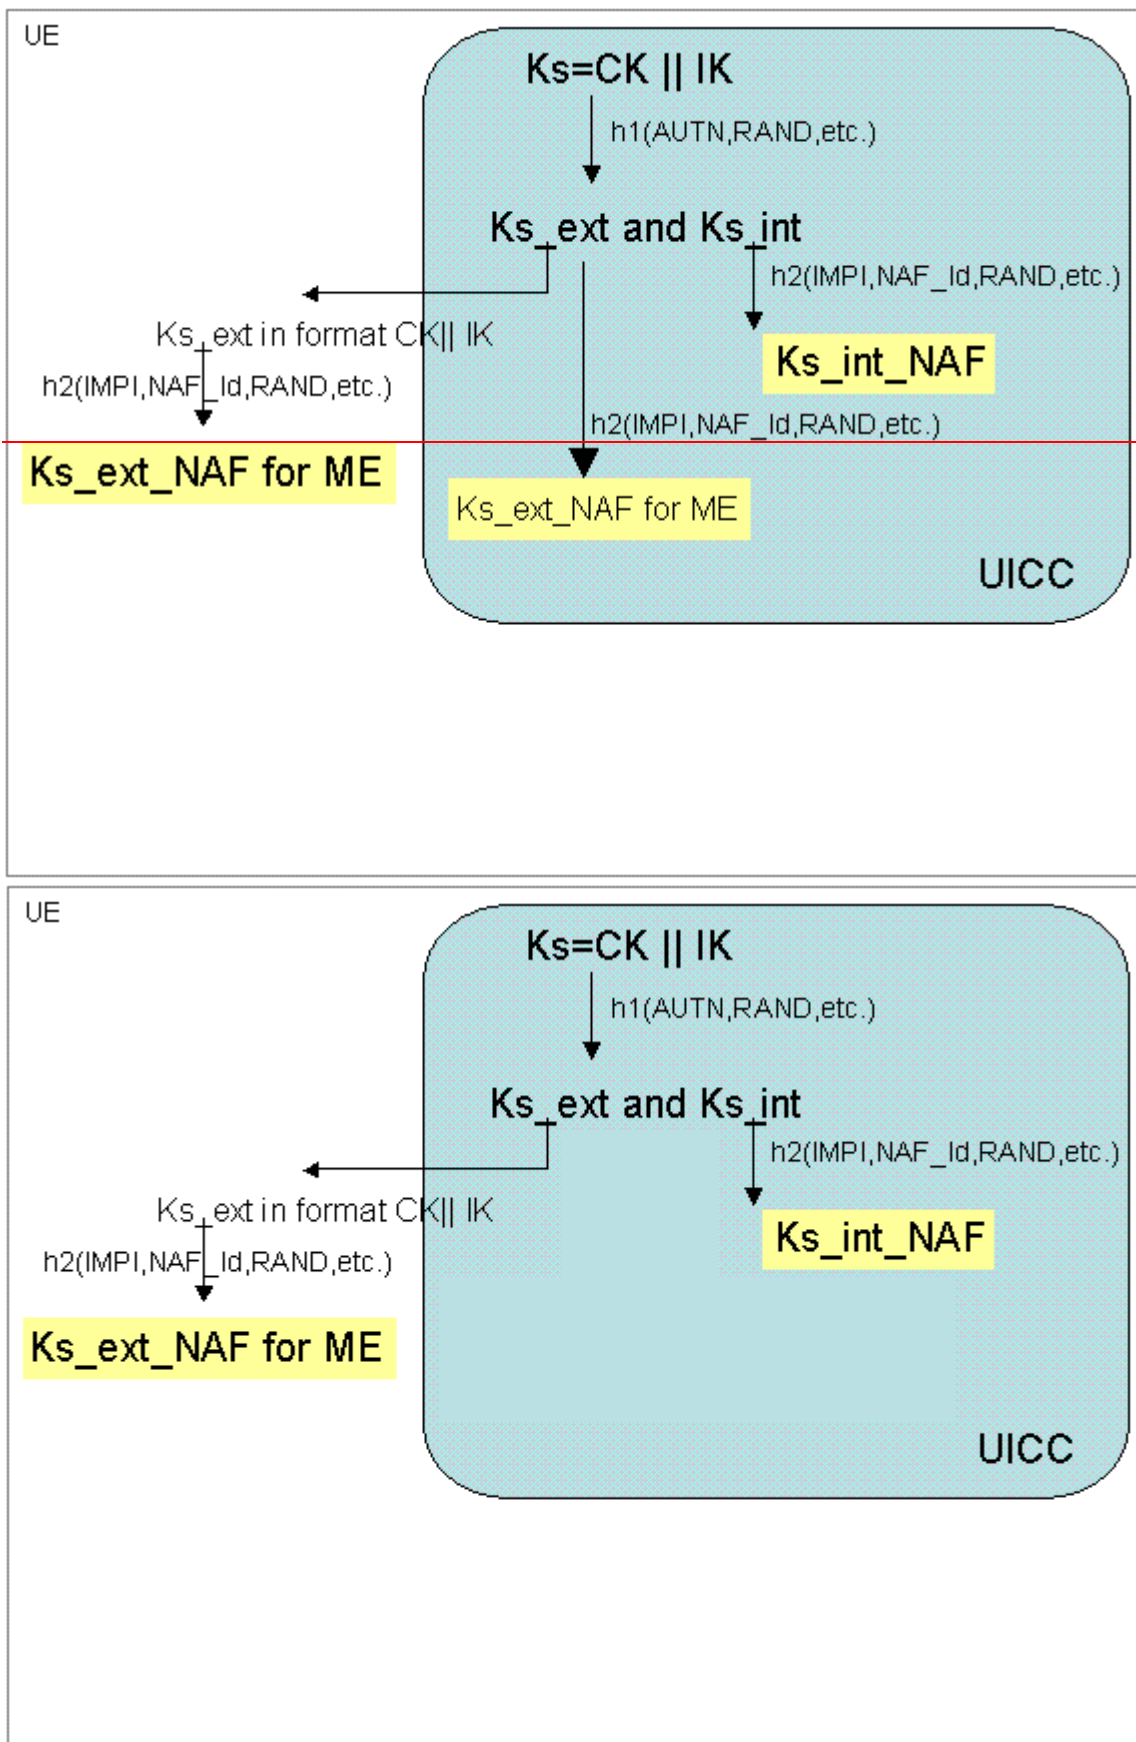 UE
Ks=CK || IK
h1(AUTN,RAND,etc.)
Ks_ext and Ks_int
h2(IMPI,NAF_Id,RAND,etc.)
Ks_ext in format CK|| IK
Ks_int_NAF
h2(IMPI,NAF_Id,RAND,etc.)
h2(IMPI,NAF_Id,RAND,etc.)
Ks_ext_NAF for ME
Ks_ext_NAF for ME
UICC
UE
Ks=CK || IK
h1(AUTN,RAND,etc.)
Ks_ext and Ks_int
h2(IMPI,NAF_Id,RAND,etc.)
Ks_ext in format CK|| IK
Ks_int_NAF
h2(IMPI,NAF_Id,RAND,etc.)
Ks_ext_NAF for ME
UICC